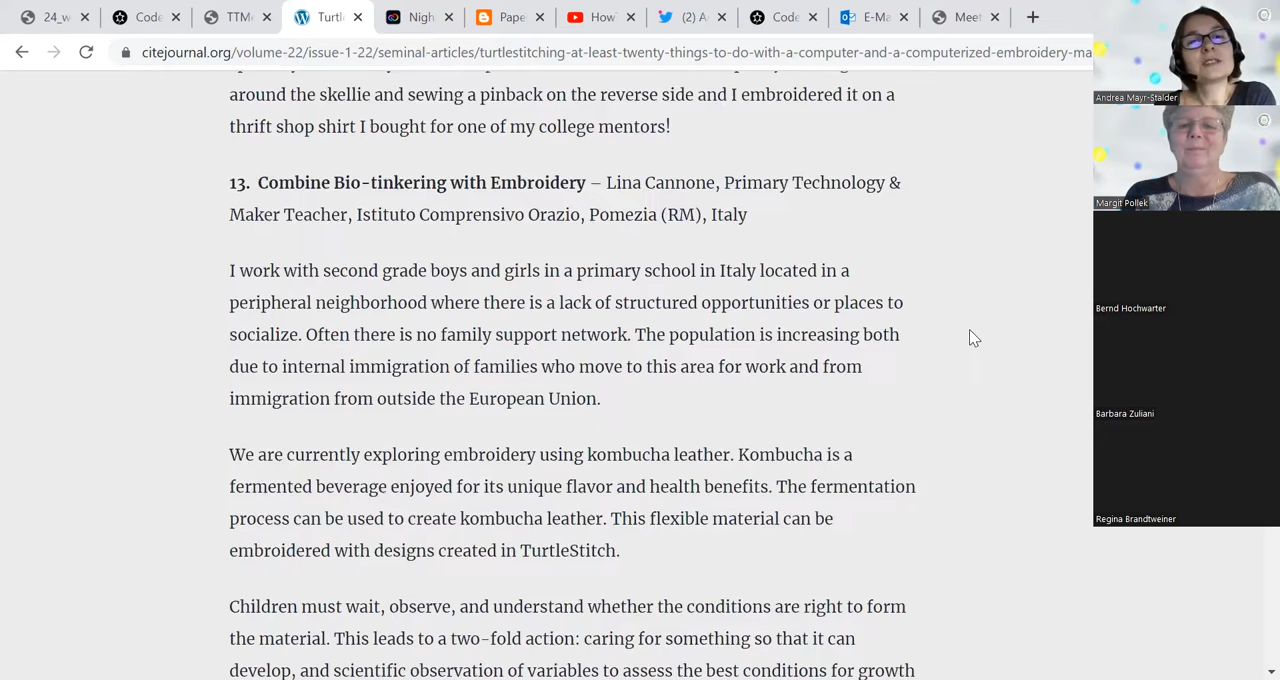 24_w
Code
TTM
Turtl
Nigh
Pape
How
(2) A
Code
E-Ma
Meet
citejournal.org/volume-22/issue-1-22/seminal-articles/turtlestitching-at-least-twenty-things-to-do-with-a-computer-and-a-computerized-embroidery-ma
around the skellie and sewing a pinback on the reverse side and I embroidered it on a
thrift shop shirt I bought for one of my college mentors!
13. Combine Bio-tinkering with Embroidery – Lina Cannone, Primary Technology &
Maker Teacher, Istituto Comprensivo Orazio, Pomezia (RM), Italy
I work with second grade boys and girls in a primary school in Italy located in a
peripheral neighborhood where there is a lack of structured opportunities or places to
socialize. Often there is no family support network. The population is increasing both
due to internal immigration of families who move to this area for work and from
immigration from outside the European Union.
We are currently exploring embroidery using kombucha leather. Kombucha is a
fermented beverage enjoyed for its unique flavor and health benefits. The fermentation
process can be used to create kombucha leather. This flexible material can be
embroidered with designs created in TurtleStitch.
Children must wait, observe, and understand whether the conditions are right to form
the material. This leads to a two-fold action: caring for something so that it can
develop, and scientific observation of variables to assess the best conditions for growth
Andrea Mayr-Stalder
Margit Pollek
Bernd Hochwarter
Barbara Zuliani
Regina Brandtweiner